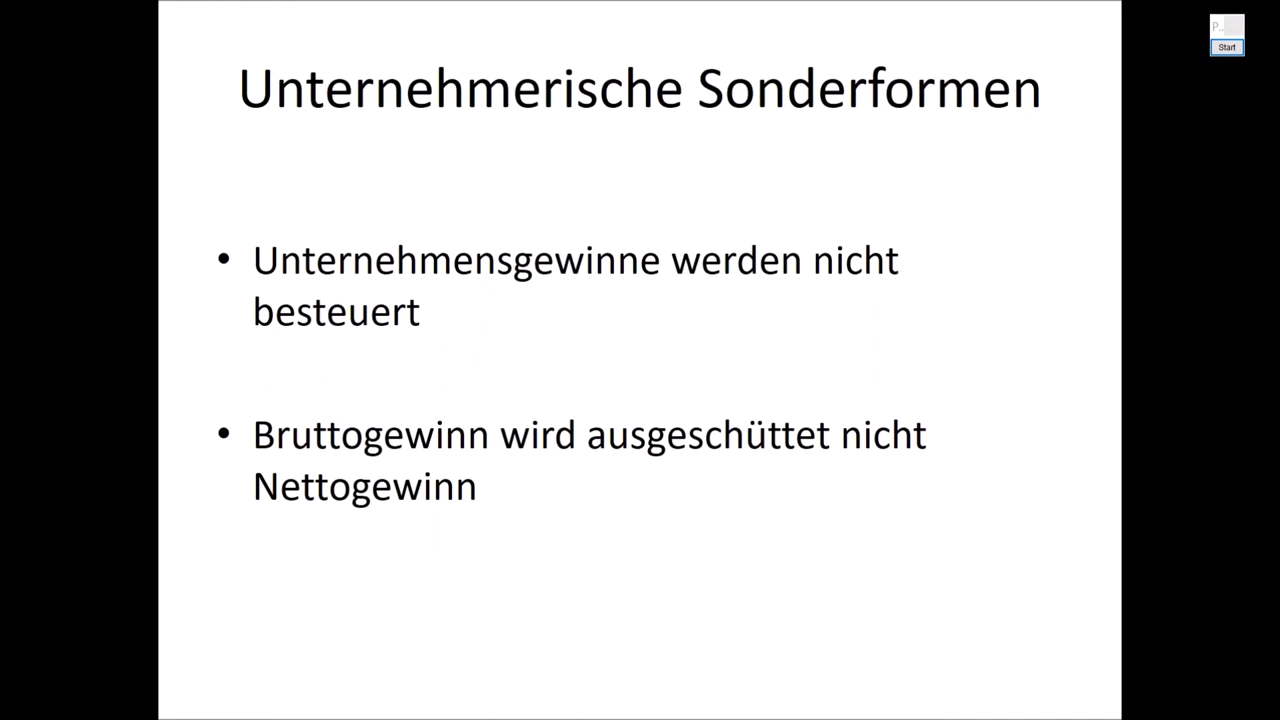 Unternehmerische Sonderformen
• Unternehmensgewinne werden nicht
besteuert
• Bruttogewinn wird ausgeschüttet nicht
Nettogewinn
P..
Start